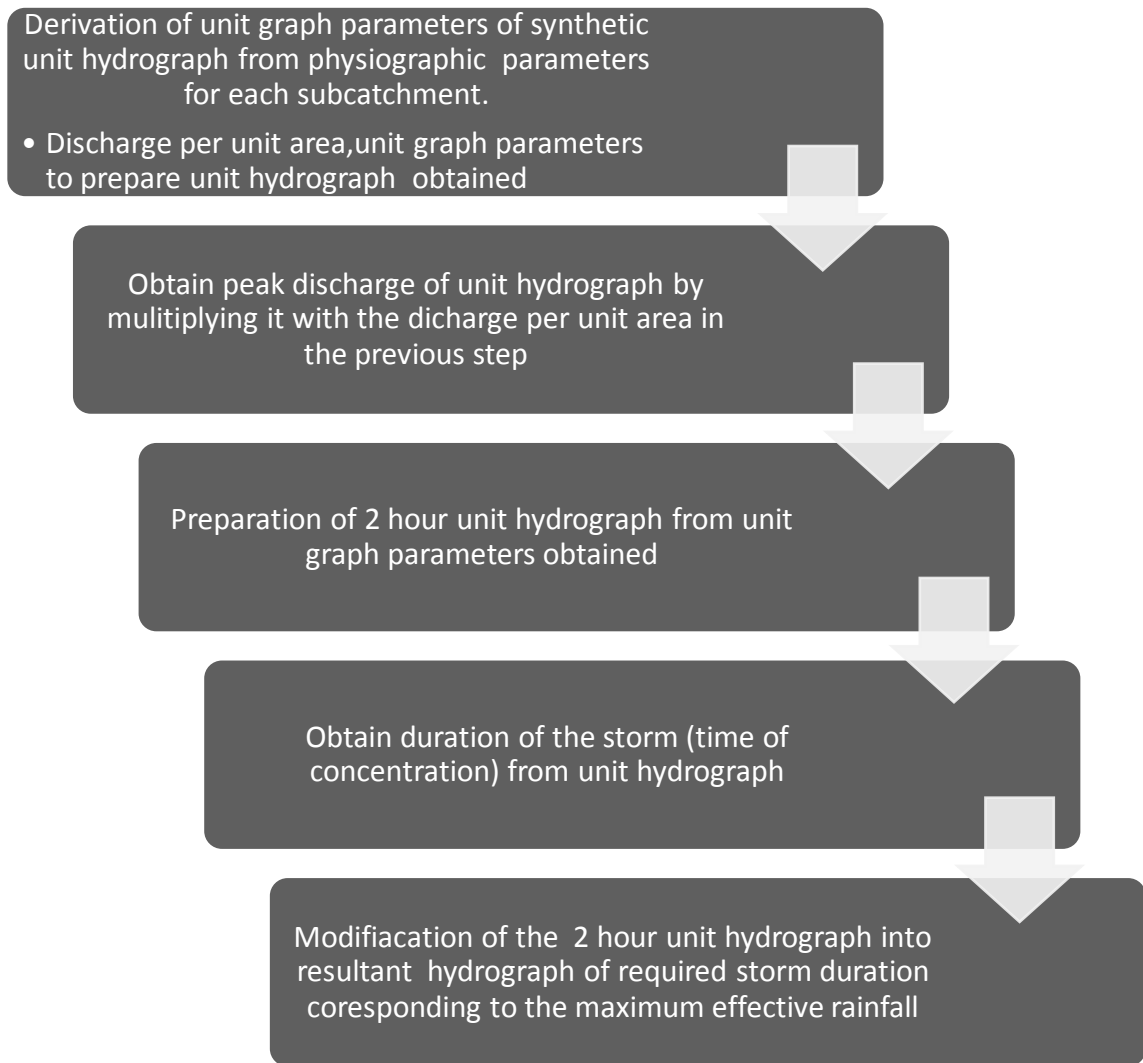 Derivation of unit graph parameters of synthetic
unit hydrograph from physiographic parameters
for each subcatchment.
• Discharge per unit area,unit graph parameters
to prepare unit hydrograph obtained
Obtain peak discharge of unit hydrograph by
mulitiplying it with the dicharge per unit area in
the previous step
Preparation of 2 hour unit hydrograph from unit
graph parameters obtained
Obtain duration of the storm (time of
concentration) from unit hydrograph
Modifiacation of the 2 hour unit hydrograph into
resultant hydrograph of required storm duration
coresponding to the maximum effective rainfall